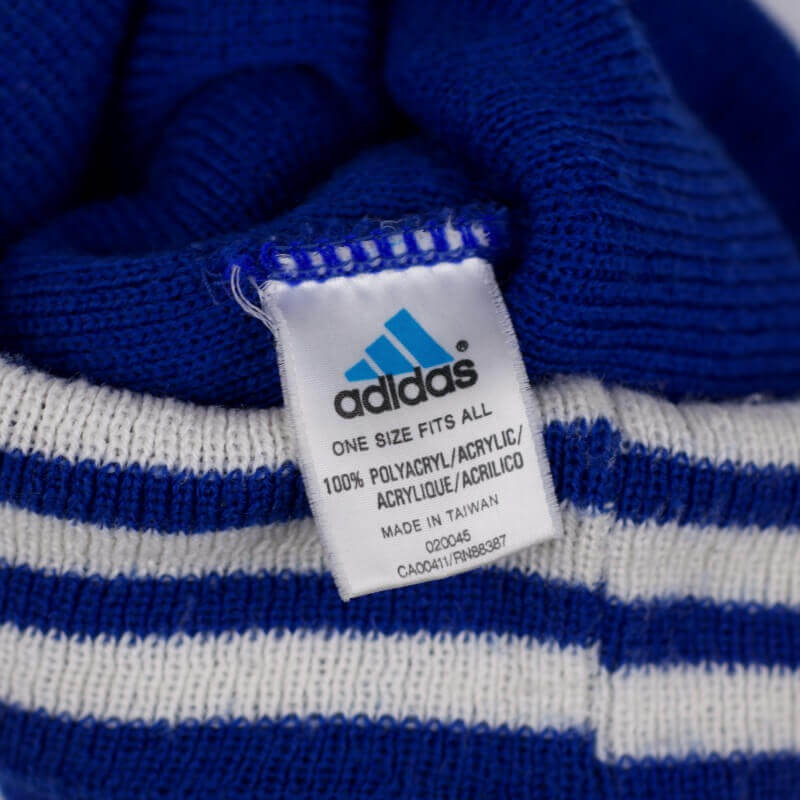 adidas®
ONE SIZE FITS ALL
100% POLYACRYL/ACRYLIC/
ACRYLIQUE/ACRILICO
MADE IN TAIWAN
020045
CA00411/RN88387